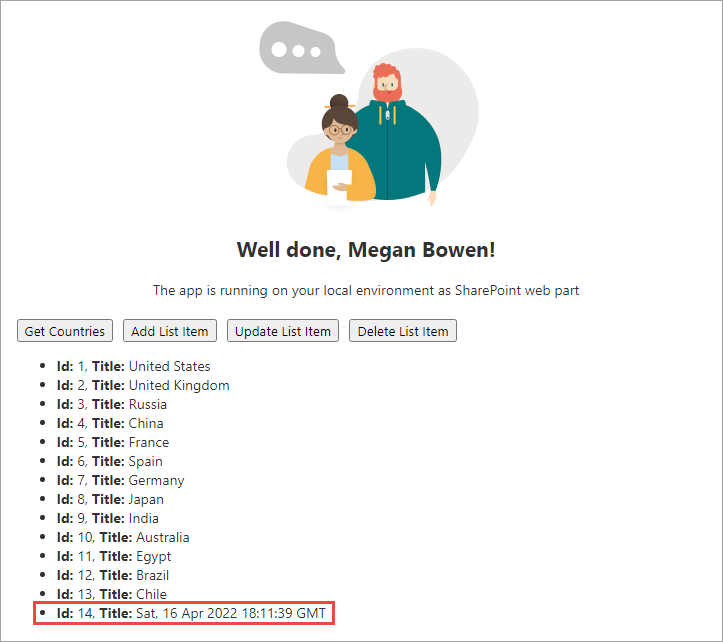 Well done, Megan Bowen!
The app is running on your local environment as SharePoint web part
Get Countries Add List Item Update List Item Delete List Item
Id: 1, Title: United States
Id: 2, Title: United Kingdom
Id: 3, Title: Russia
Id: 4, Title: China
Id: 5, Title: France
Id: 6, Title: Spain
Id: 7, Title: Germany
Id: 8, Title: Japan
Id: 9, Title: India
Id: 10, Title: Australia
Id: 11, Title: Egypt
Id: 12, Title: Brazil
Id: 13, Title: Chile
Id: 14, Title: Sat, 16 Apr 2022 18:11:39 GMT